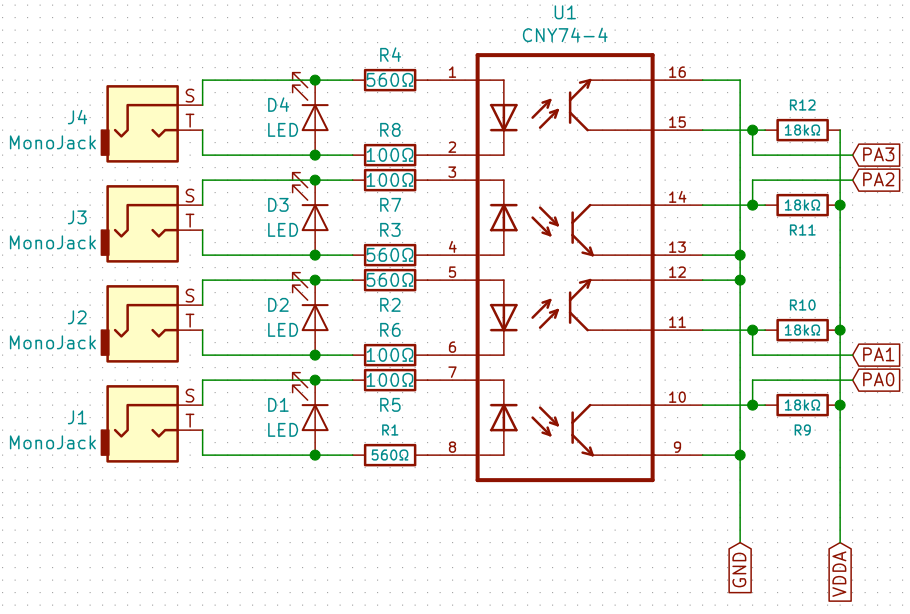 U1
CNY74-4
R4
560Ω
1
16
J4
MonoJack
S
T
D4
LED
R8
100Ω
2
15
R12
18kΩ
PA3
3
100Ω
R7
PA2
J3
MonoJack
S
T
D3
LED
14
18kΩ
R11
R3
560Ω
4
13
5
560Ω
R2
12
J2
MonoJack
S
T
D2
LED
R6
100Ω
6
11
R10
18kΩ
PA1
7
100Ω
R5
PA0
J1
MonoJack
S
T
D1
LED
10
18kΩ
R9
R1
560Ω
8
9
GND
VDDA